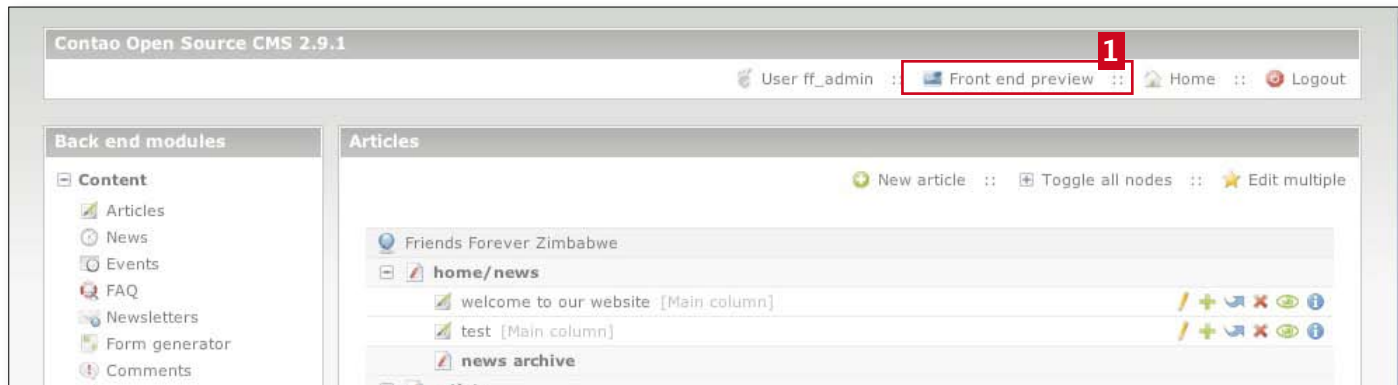 Contao Open Source CMS 2.9.1
1
User ff_admin :: Front end preview :: Home :: Logout
Back end modules
Content
Articles
News
Events
FAQ
Newsletters
Form generator
Comments
Articles
New article :: Toggle all nodes :: Edit multiple
Friends Forever Zimbabwe
home/news
welcome to our website [Main column]
test [Main column]
news archive